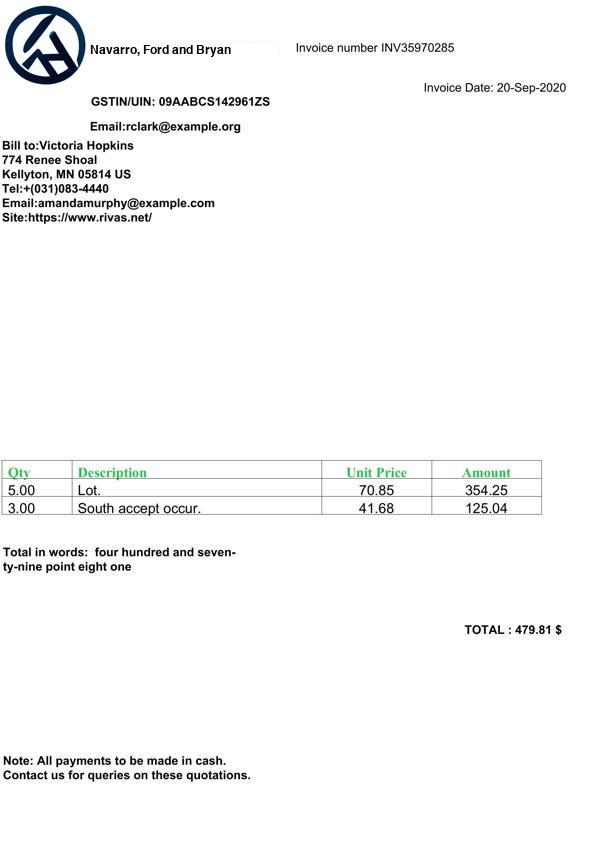 Navarro, Ford and Bryan
Invoice number INV35970285
Invoice Date: 20-Sep-2020
GSTIN/UIN: 09AABCS142961ZS
Email:rclark@example.org
Bill to:Victoria Hopkins
774 Renee Shoal
Kellyton, MN 05814 US
Tel:+(031)083-4440
Email:amandamurphy@example.com
Site:https://www.rivas.net/
Qty Description Unit Price Amount
5.00 Lot. 70.85 354.25
3.00 South accept occur. 41.68 125.04
Total in words: four hundred and seven-
ty-nine point eight one
TOTAL : 479.81 $
Note: All payments to be made in cash.
Contact us for queries on these quotations.